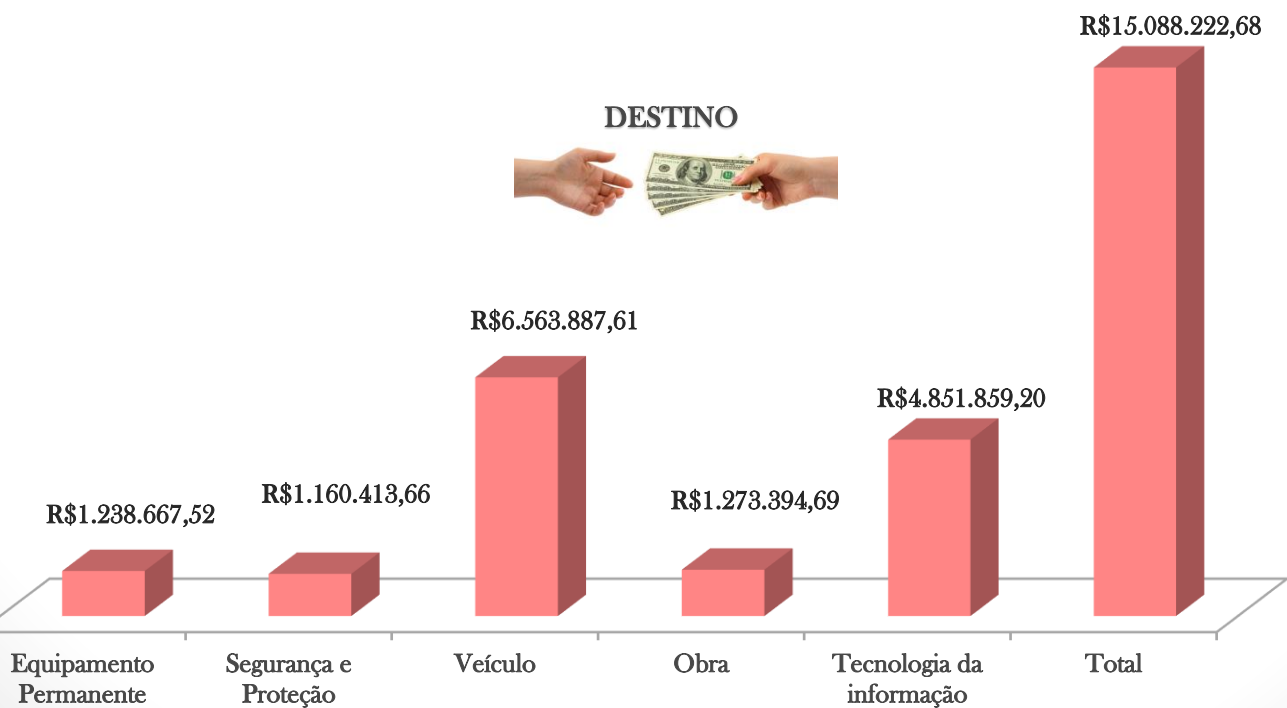 R$15.088.222,68
DESTINO
R$6.563.887,61
R$4.851.859,20
R$1.238.667,52
R$1.160.413,66
R$1.273.394,69
Equipamento
Permanente
Segurança e
Proteção
Veículo
Obra
Tecnologia da
informação
Total